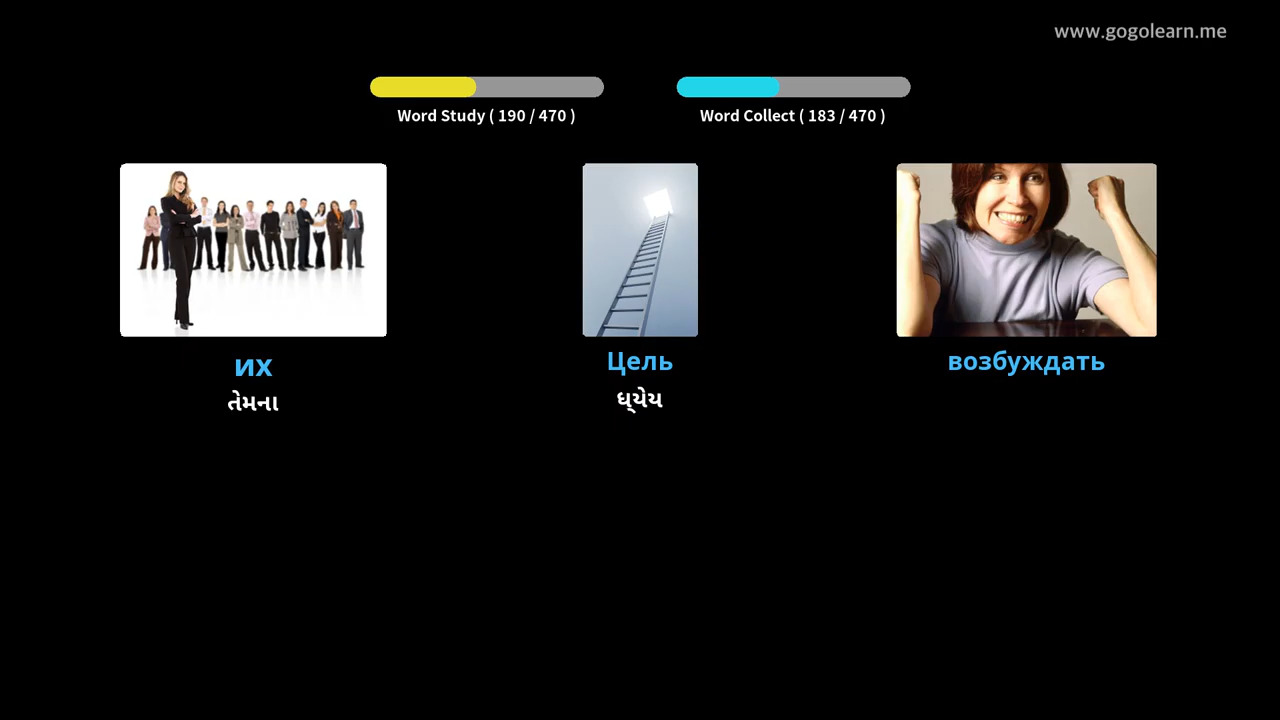 www.gogolearn.me
Word Study ( 190 / 470 )
Word Collect ( 183 / 470 )
их
Цель
возбуждать
તેમના
ધ્યેય